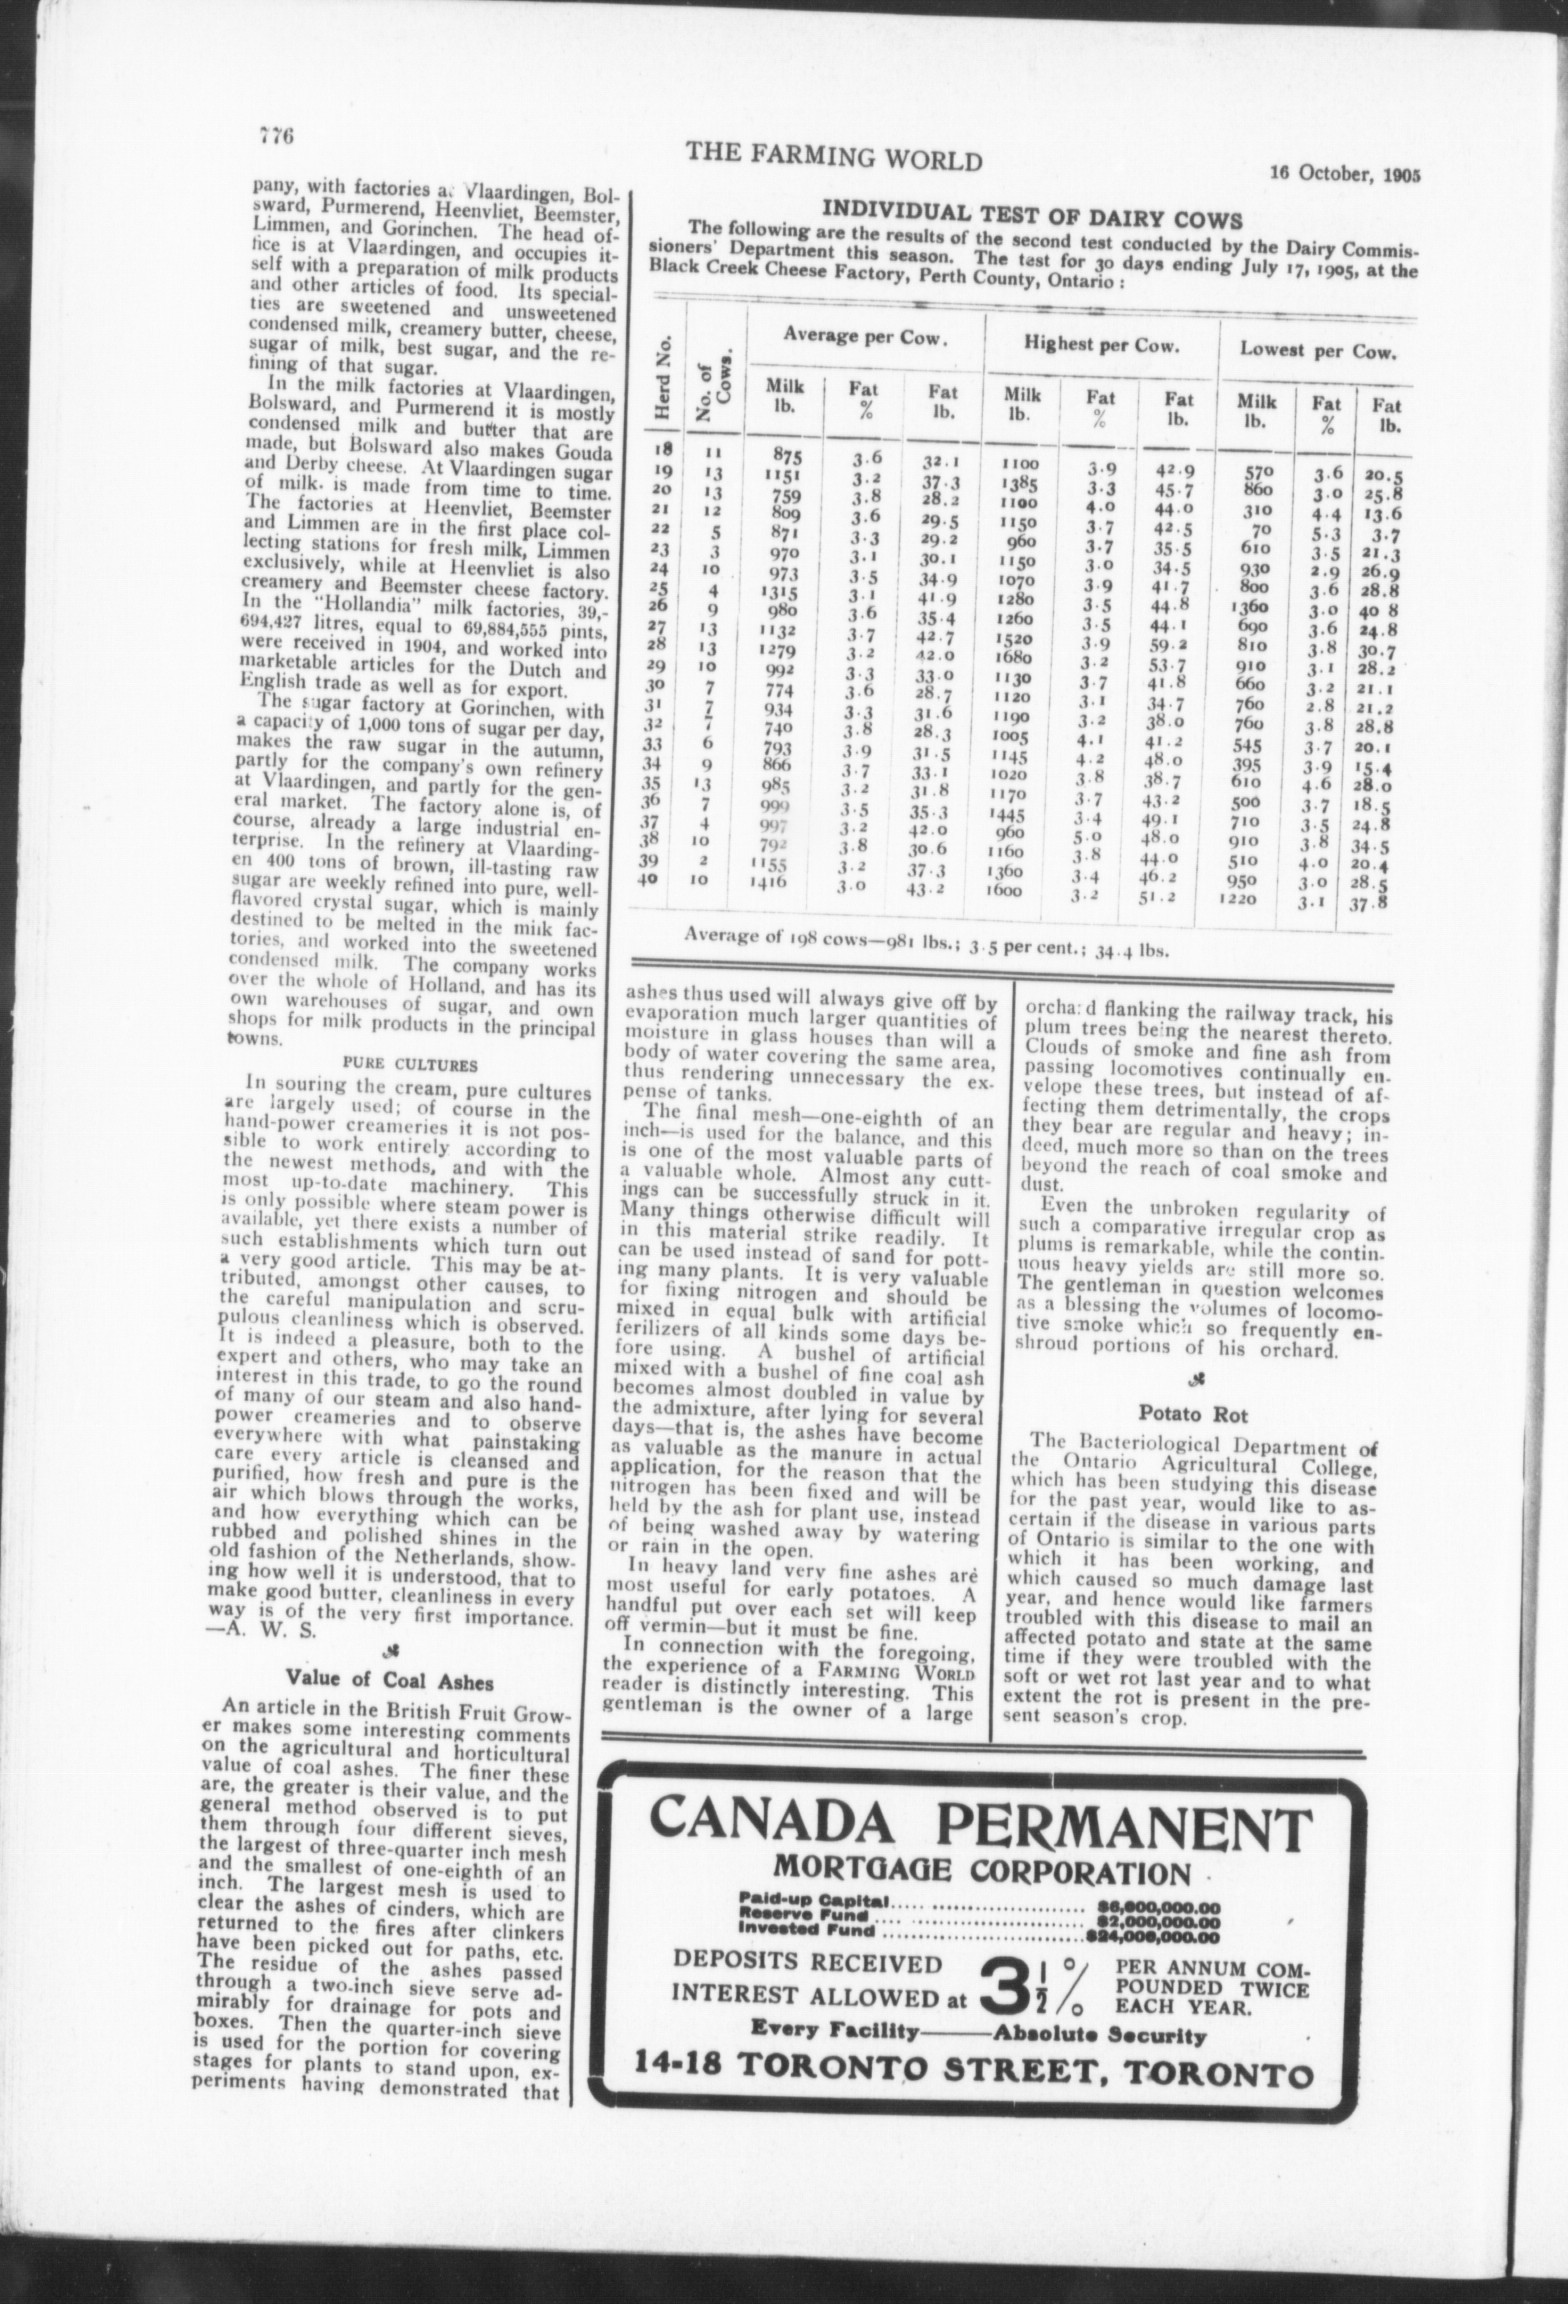 776
THE FARMING WORLD
16 October, 1905
pany, with factories at Vlaardingen, Bol-
sward, Purmerend, Heenvliet, Beemster,
Limmen, and Gorinchen. The head of-
fice is at Vlaardingen, and occupies it-
self with a preparation of milk products
and other articles of food. Its special-
ties are sweetened and unsweetened
condensed milk, creamery butter, cheese,
sugar of milk, best sugar, and the re-
fining of that sugar.
In the milk factories at Vlaardingen,
Bolsward, and Purmerend it is mostly
condensed milk and butter that are
made, but Bolsward also makes Gouda
and Derby cheese. At Vlaardingen sugar
of milk. is made from time to time.
The factories at Heenvliet, Beemster
and Limmen are in the first place col-
lecting stations for fresh milk, Limmen
exclusively, while at Heenvliet is also
creamery and Beemster cheese factory.
In the "Hollandia" milk factories, 39,-
694,427 litres, equal to 69,884,555 pints,
were received in 1904, and worked into
marketable articles for the Dutch and
English trade as well as for export.
The sugar factory at Gorinchen, with
a capacity of 1,000 tons of sugar per day,
makes the raw sugar in the autumn,
partly for the company's own refinery
at Vlaardingen, and partly for the gen-
eral market. The factory alone is, of
course, already a large industrial en-
terprise. In the refinery at Vlaarding-
en 400 tons of brown, ill-tasting raw
sugar are weekly refined into pure, well-
flavored crystal sugar, which is mainly
destined to be melted in the milk fac-
tories, and worked into the sweetened
condensed milk. The company works
over the whole of Holland, and has its
own warehouses of sugar, and own
shops for milk products in the principal
towns.
PURE CULTURES
In souring the cream, pure cultures
are largely used; of course in the
hand-power creameries it is not pos-
sible to work entirely according to
the newest methods, and with the
most up-to-date machinery. This
is only possible where steam power is
available, yet there exists a number of
such establishments which turn out
a very good article. This may be at-
tributed, amongst other causes, to
the careful manipulation and scru-
pulous cleanliness which is observed.
It is indeed a pleasure, both to the
expert and others, who may take an
interest in this trade, to go the round
of many of our steam and also hand-
power creameries and to observe
everywhere with what painstaking
care every article is cleansed and
purified, how fresh and pure is the
air which blows through the works,
and how everything which can be
rubbed and polished shines in the
old fashion of the Netherlands, show-
ing how well it is understood, that to
make good butter, cleanliness in every
way is of the very first importance.
—A. W. S.
Value of Coal Ashes
An article in the British Fruit Grow-
er makes some interesting comments
on the agricultural and horticultural
value of coal ashes. The finer these
are, the greater is their value, and the
general method observed is to put
them through four different sieves,
the largest of three-quarter inch mesh
and the smallest of one-eighth of an
inch. The largest mesh is used to
clear the ashes of cinders, which are
returned to the fires after clinkers
have been picked out for paths, etc.
The residue of the ashes passed
through a two-inch sieve serve ad-
mirably for drainage for pots and
boxes. Then the quarter-inch sieve
is used for the portion for covering
stages for plants to stand upon, ex-
periments having demonstrated that
INDIVIDUAL TEST OF DAIRY COWS
The following are the results of the second test conducted by the Dairy Commis-
sioners' Department this season. The test for 30 days ending July 17, 1905, at the
Black Creek Cheese Factory, Perth County, Ontario :
Herd No. No. of Cows. Average per Cow. Highest per Cow. Lowest per Cow.
Milk lb. Fat % Fat lb. Milk lb. Fat % Fat lb. Milk lb. Fat % Fat lb.
18 11 875 3.6 32.1 1100 3.9 42.9 570 3.6 20.5
19 13 1151 3.2 37.3 1385 3.3 45.7 860 3.0 25.8
20 13 759 3.8 28.2 1100 4.0 44.0 310 4.4 13.6
21 12 809 3.6 29.5 1150 3.7 42.5 70 5.3 3.7
22 5 871 3.3 29.2 960 3.7 35.5 610 3.5 21.3
23 3 970 3.1 30.1 1150 3.0 34.5 930 2.9 26.9
24 10 973 3.5 34.9 1070 3.9 41.7 800 3.6 28.8
25 4 1315 3.1 41.9 1280 3.5 44.8 1360 3.0 40 8
26 9 980 3.6 35.4 1260 3.5 44.1 690 3.6 24.8
27 13 1132 3.7 42.7 1520 3.9 59.2 810 3.8 30.7
28 13 1279 3.2 42.0 1680 3.2 53.7 910 3.1 28.2
29 10 992 3.3 33.0 1130 3.7 41.8 660 3.2 21.1
30 7 774 3.6 28.7 1120 3.1 34.7 760 2.8 21.2
31 7 934 3.3 31.6 1190 3.2 38.0 760 3.8 28.8
32 7 740 3.8 28.3 1005 4.1 41.2 545 3.7 20.1
33 6 793 3.9 31.5 1145 4.2 48.0 395 3.9 15.4
34 9 866 3.7 33.1 1020 3.8 38.7 610 4.6 28.0
35 13 985 3.2 31.8 1170 3.7 43.2 500 3.7 18.5
36 7 999 3.5 35.3 1445 3.4 49.1 710 3.5 24.8
37 4 997 3.2 42.0 960 5.0 48.0 910 3.8 34.5
38 10 792 3.8 30.6 1160 3.8 44.0 510 4.0 20.4
39 2 1155 3.2 37.3 1360 3.4 46.2 950 3.0 28.5
40 10 1416 3.0 43.2 1600 3.2 51.2 1220 3.1 37.8
Average of 198 cows—981 lbs.; 3.5 per cent.; 34.4 lbs.
ashes thus used will always give off by
evaporation much larger quantities of
moisture in glass houses than will a
body of water covering the same area,
thus rendering unnecessary the ex-
pense of tanks.
The final mesh—one-eighth of an
inch—is used for the balance, and this
is one of the most valuable parts of
a valuable whole. Almost any cutt-
ings can be successfully struck in it.
Many things otherwise difficult will
in this material strike readily. It
can be used instead of sand for pott-
ing many plants. It is very valuable
for fixing nitrogen and should be
mixed in equal bulk with artificial
ferilizers of all kinds some days be-
fore using. A bushel of artificial
mixed with a bushel of fine coal ash
becomes almost doubled in value by
the admixture, after lying for several
days—that is, the ashes have become
as valuable as the manure in actual
application, for the reason that the
nitrogen has been fixed and will be
held by the ash for plant use, instead
of being washed away by watering
or rain in the open.
In heavy land very fine ashes are
most useful for early potatoes. A
handful put over each set will keep
off vermin—but it must be fine.
In connection with the foregoing,
the experience of a FARMING WORLD
reader is distinctly interesting. This
gentleman is the owner of a large
orchard flanking the railway track, his
plum trees being the nearest thereto.
Clouds of smoke and fine ash from
passing locomotives continually en-
velope these trees, but instead of af-
fecting them detrimentally, the crops
they bear are regular and heavy; in-
deed, much more so than on the trees
beyond the reach of coal smoke and
dust.
Even the unbroken regularity of
such a comparative irregular crop as
plums is remarkable, while the contin-
uous heavy yields are still more so.
The gentleman in question welcomes
as a blessing the volumes of locomo-
tive smoke which so frequently en-
shroud portions of his orchard.
Potato Rot
The Bacteriological Department of
the Ontario Agricultural College,
which has been studying this disease
for the past year, would like to as-
certain if the disease in various parts
of Ontario is similar to the one with
which it has been working, and
which caused so much damage last
year, and hence would like farmers
troubled with this disease to mail an
affected potato and state at the same
time if they were troubled with the
soft or wet rot last year and to what
extent the rot is present in the pre-
sent season's crop.
CANADA PERMANENT
MORTGAGE CORPORATION
Paid-up Capital..... ........................ $6,000,000.00
Reserve Fund .... ........................... $2,000,000.00
Invested Fund ............................... $24,000,000.00
DEPOSITS RECEIVED
INTEREST ALLOWED at 3½%
PER ANNUM COM-
POUNDED TWICE
EACH YEAR.
Every Facility——Absolute Security
14-18 TORONTO STREET, TORONTO